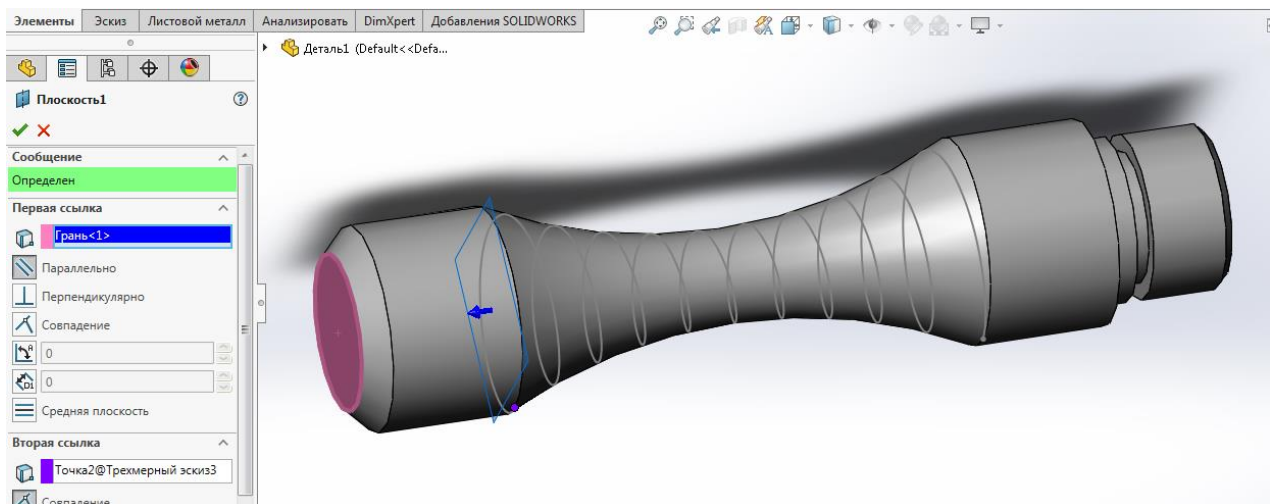 Элементы Эскиз Листовой металл Анализировать DimXpert Добавления SOLIDWORKS
Деталь1 (Default<<Defa...
Плоскость1
Сообщение
Определен
Первая ссылка
Грань<1>
Параллельно
Перпендикулярно
Совпадение
0
0
Средняя плоскость
Вторая ссылка
Точка2@Трехмерный эскиз3
Совпадение